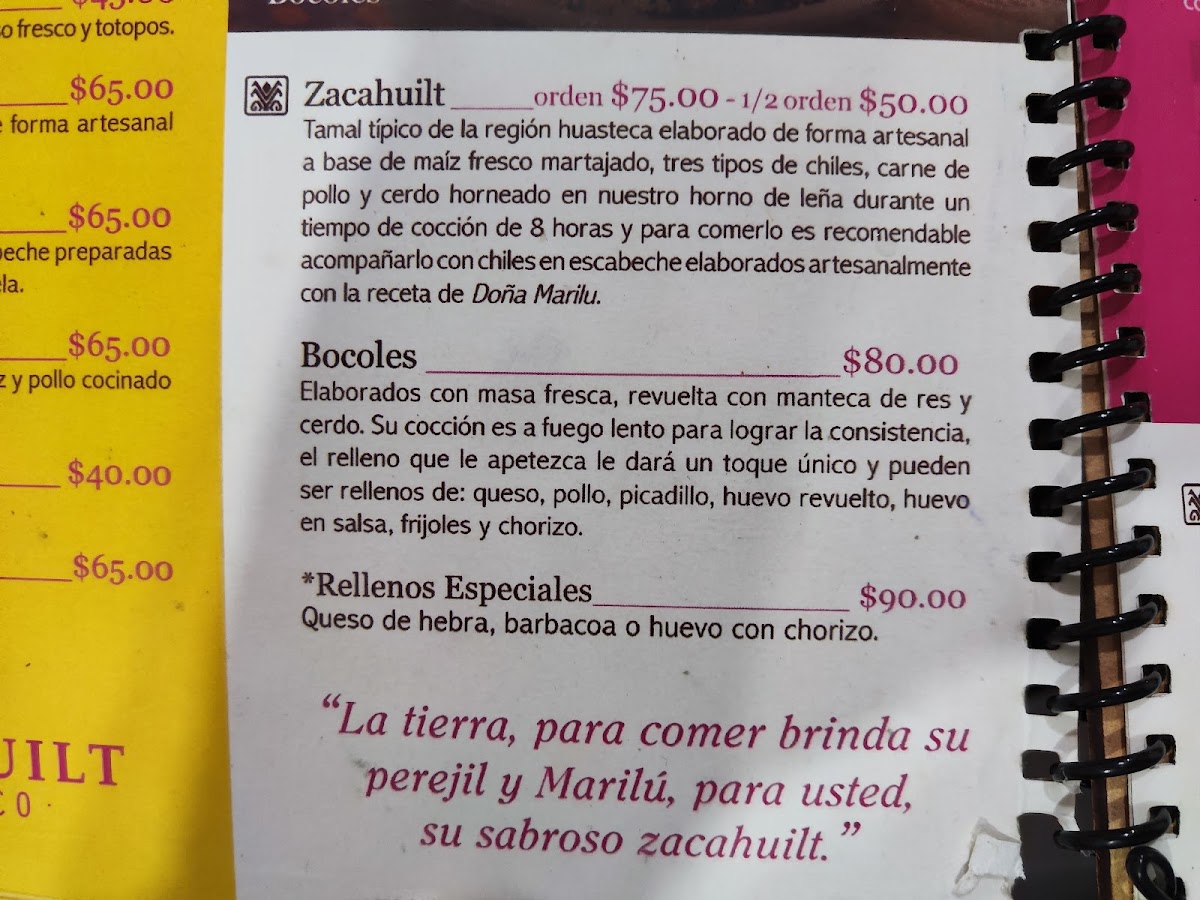 Bocoles
$45.00
fresco y totopos.
$65.00
forma artesanal
$65.00
preparadas
$65.00
y pollo cocinado
$40.00
$65.00
Zacahuilt ______ orden $75.00 - 1/2 orden $50.00
Tamal típico de la región huasteca elaborado de forma artesanal
a base de maíz fresco martajado, tres tipos de chiles, carne de
pollo y cerdo horneado en nuestro horno de leña durante un
tiempo de cocción de 8 horas y para comerlo es recomendable
acompañarlo con chiles en escabeche elaborados artesanalmente
con la receta de Doña Marilu.
Bocoles ______ $80.00
Elaborados con masa fresca, revuelta con manteca de res y
cerdo. Su cocción es a fuego lento para lograr la consistencia,
el relleno que le apetezca le dará un toque único y pueden
ser rellenos de: queso, pollo, picadillo, huevo revuelto, huevo
en salsa, frijoles y chorizo.
*Rellenos Especiales ______ $90.00
Queso de hebra, barbacoa o huevo con chorizo.
“La tierra, para comer brinda su
perejil y Marilú, para usted,
su sabroso zacahuilt.”